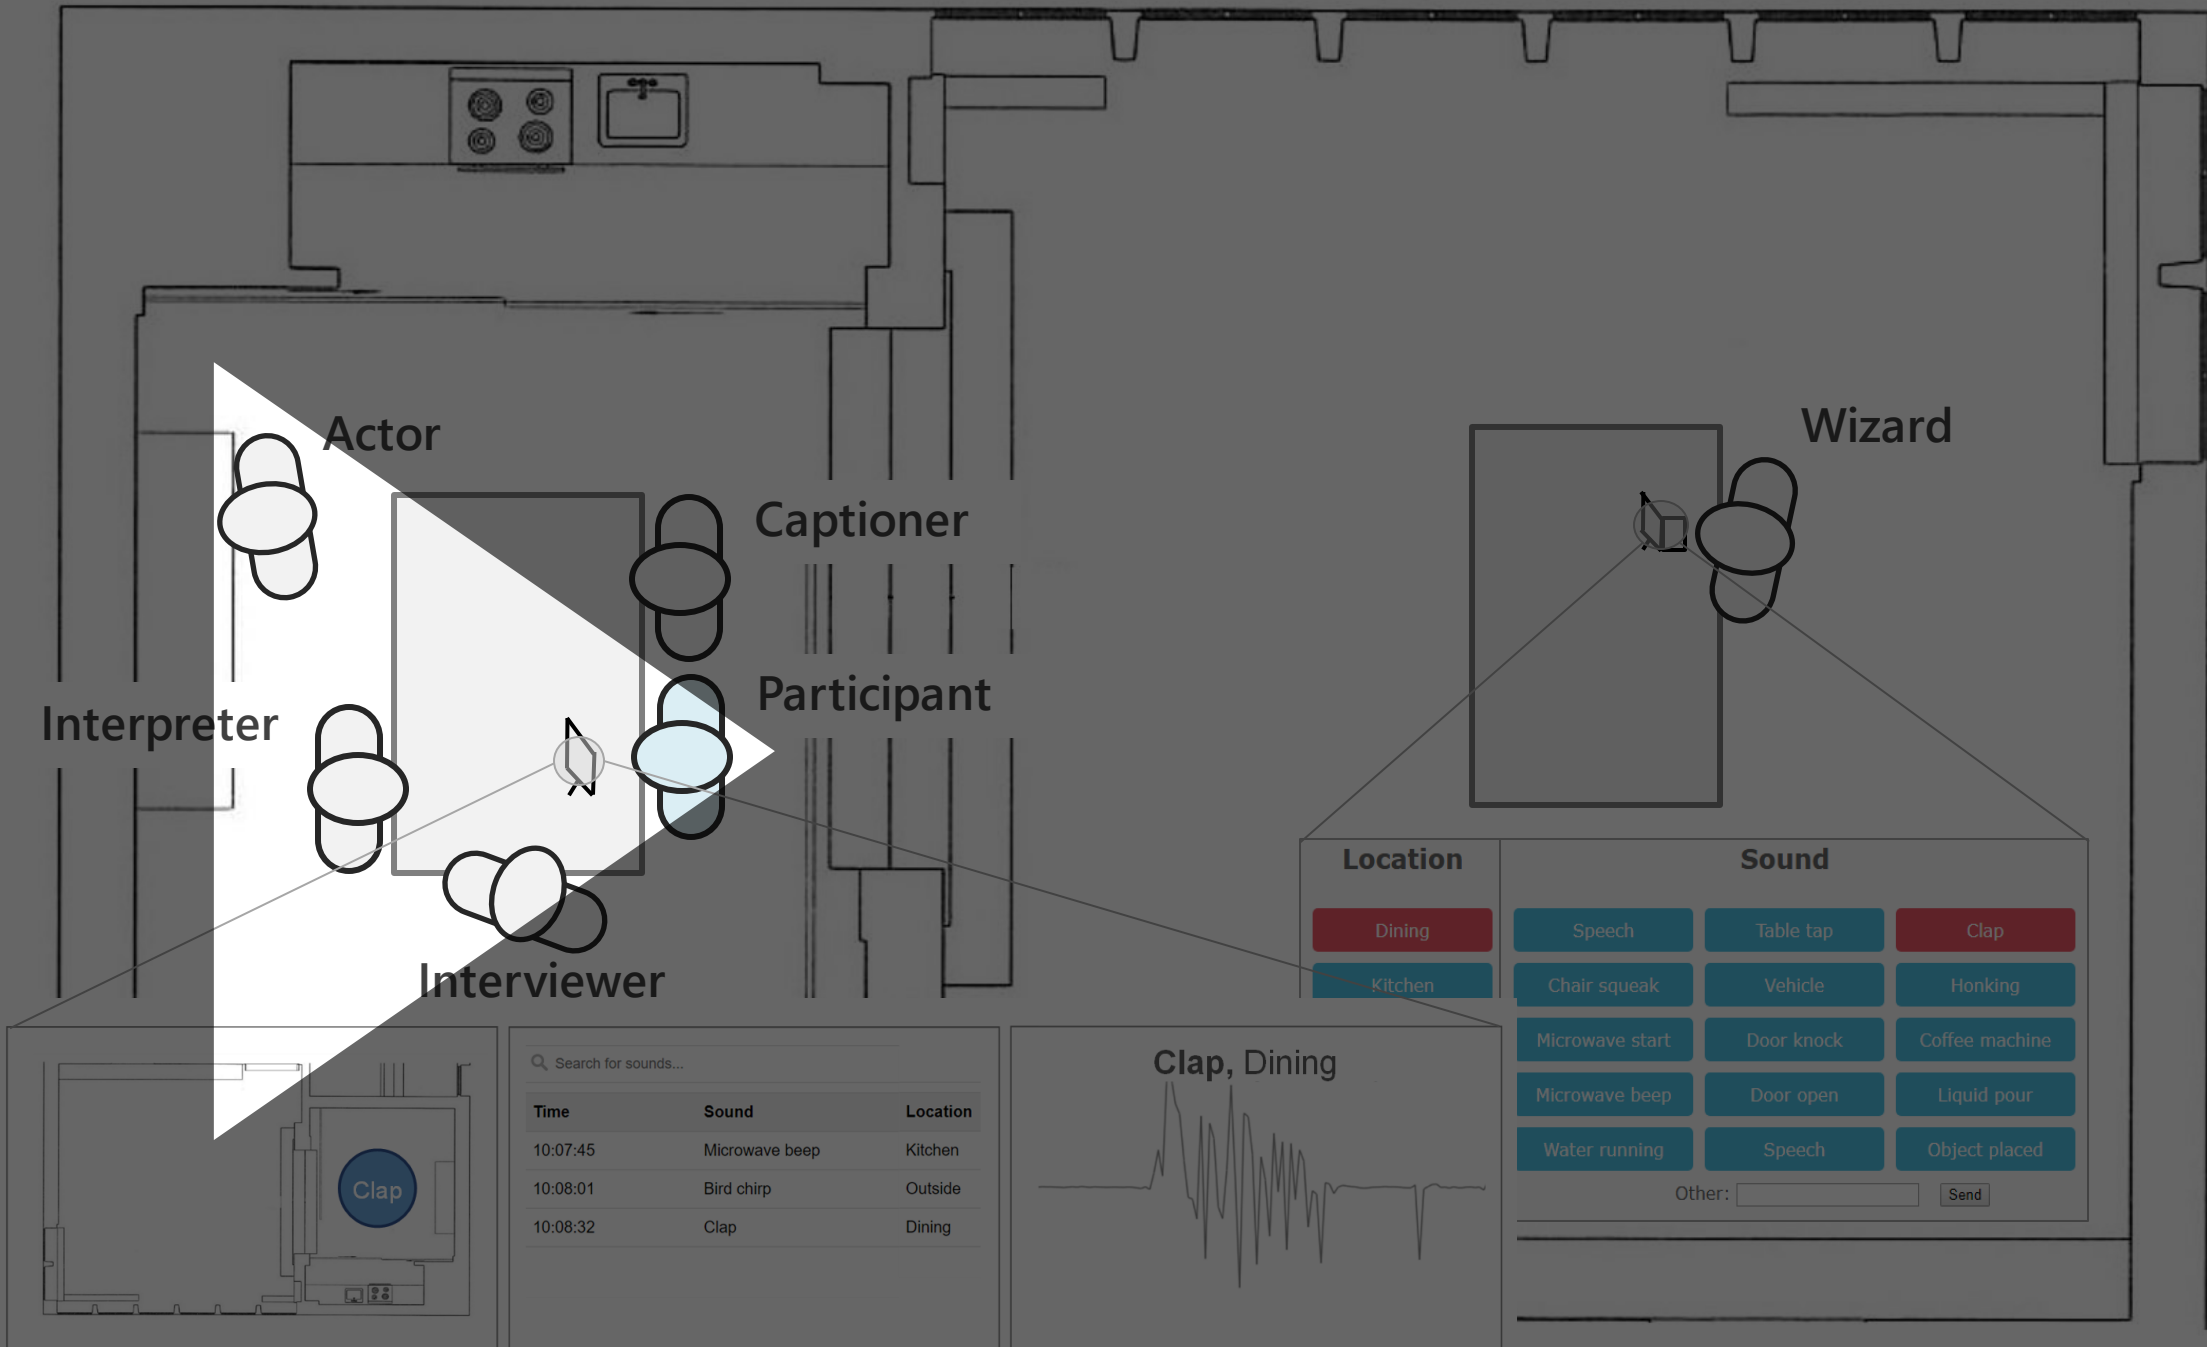 Actor
Wizard
Captioner
Participant
Interpreter
Interviewer
Location Sound
Dining Speech Table tap Clap
Kitchen Chair squeak Vehicle Honking
Microwave start Door knock Coffee machine
Microwave beep Door open Liquid pour
Water running Speech Object placed
Other: Send
Clap
Search for sounds...
Time Sound Location
10:07:45 Microwave beep Kitchen
10:08:01 Bird chirp Outside
10:08:32 Clap Dining
Clap, Dining